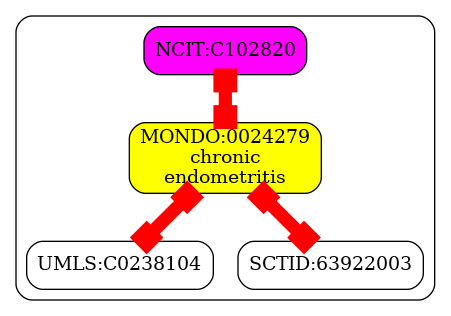 NCIT:C102820
MONDO:0024279
chronic
endometritis
UMLS:C0238104
SCTID:63922003